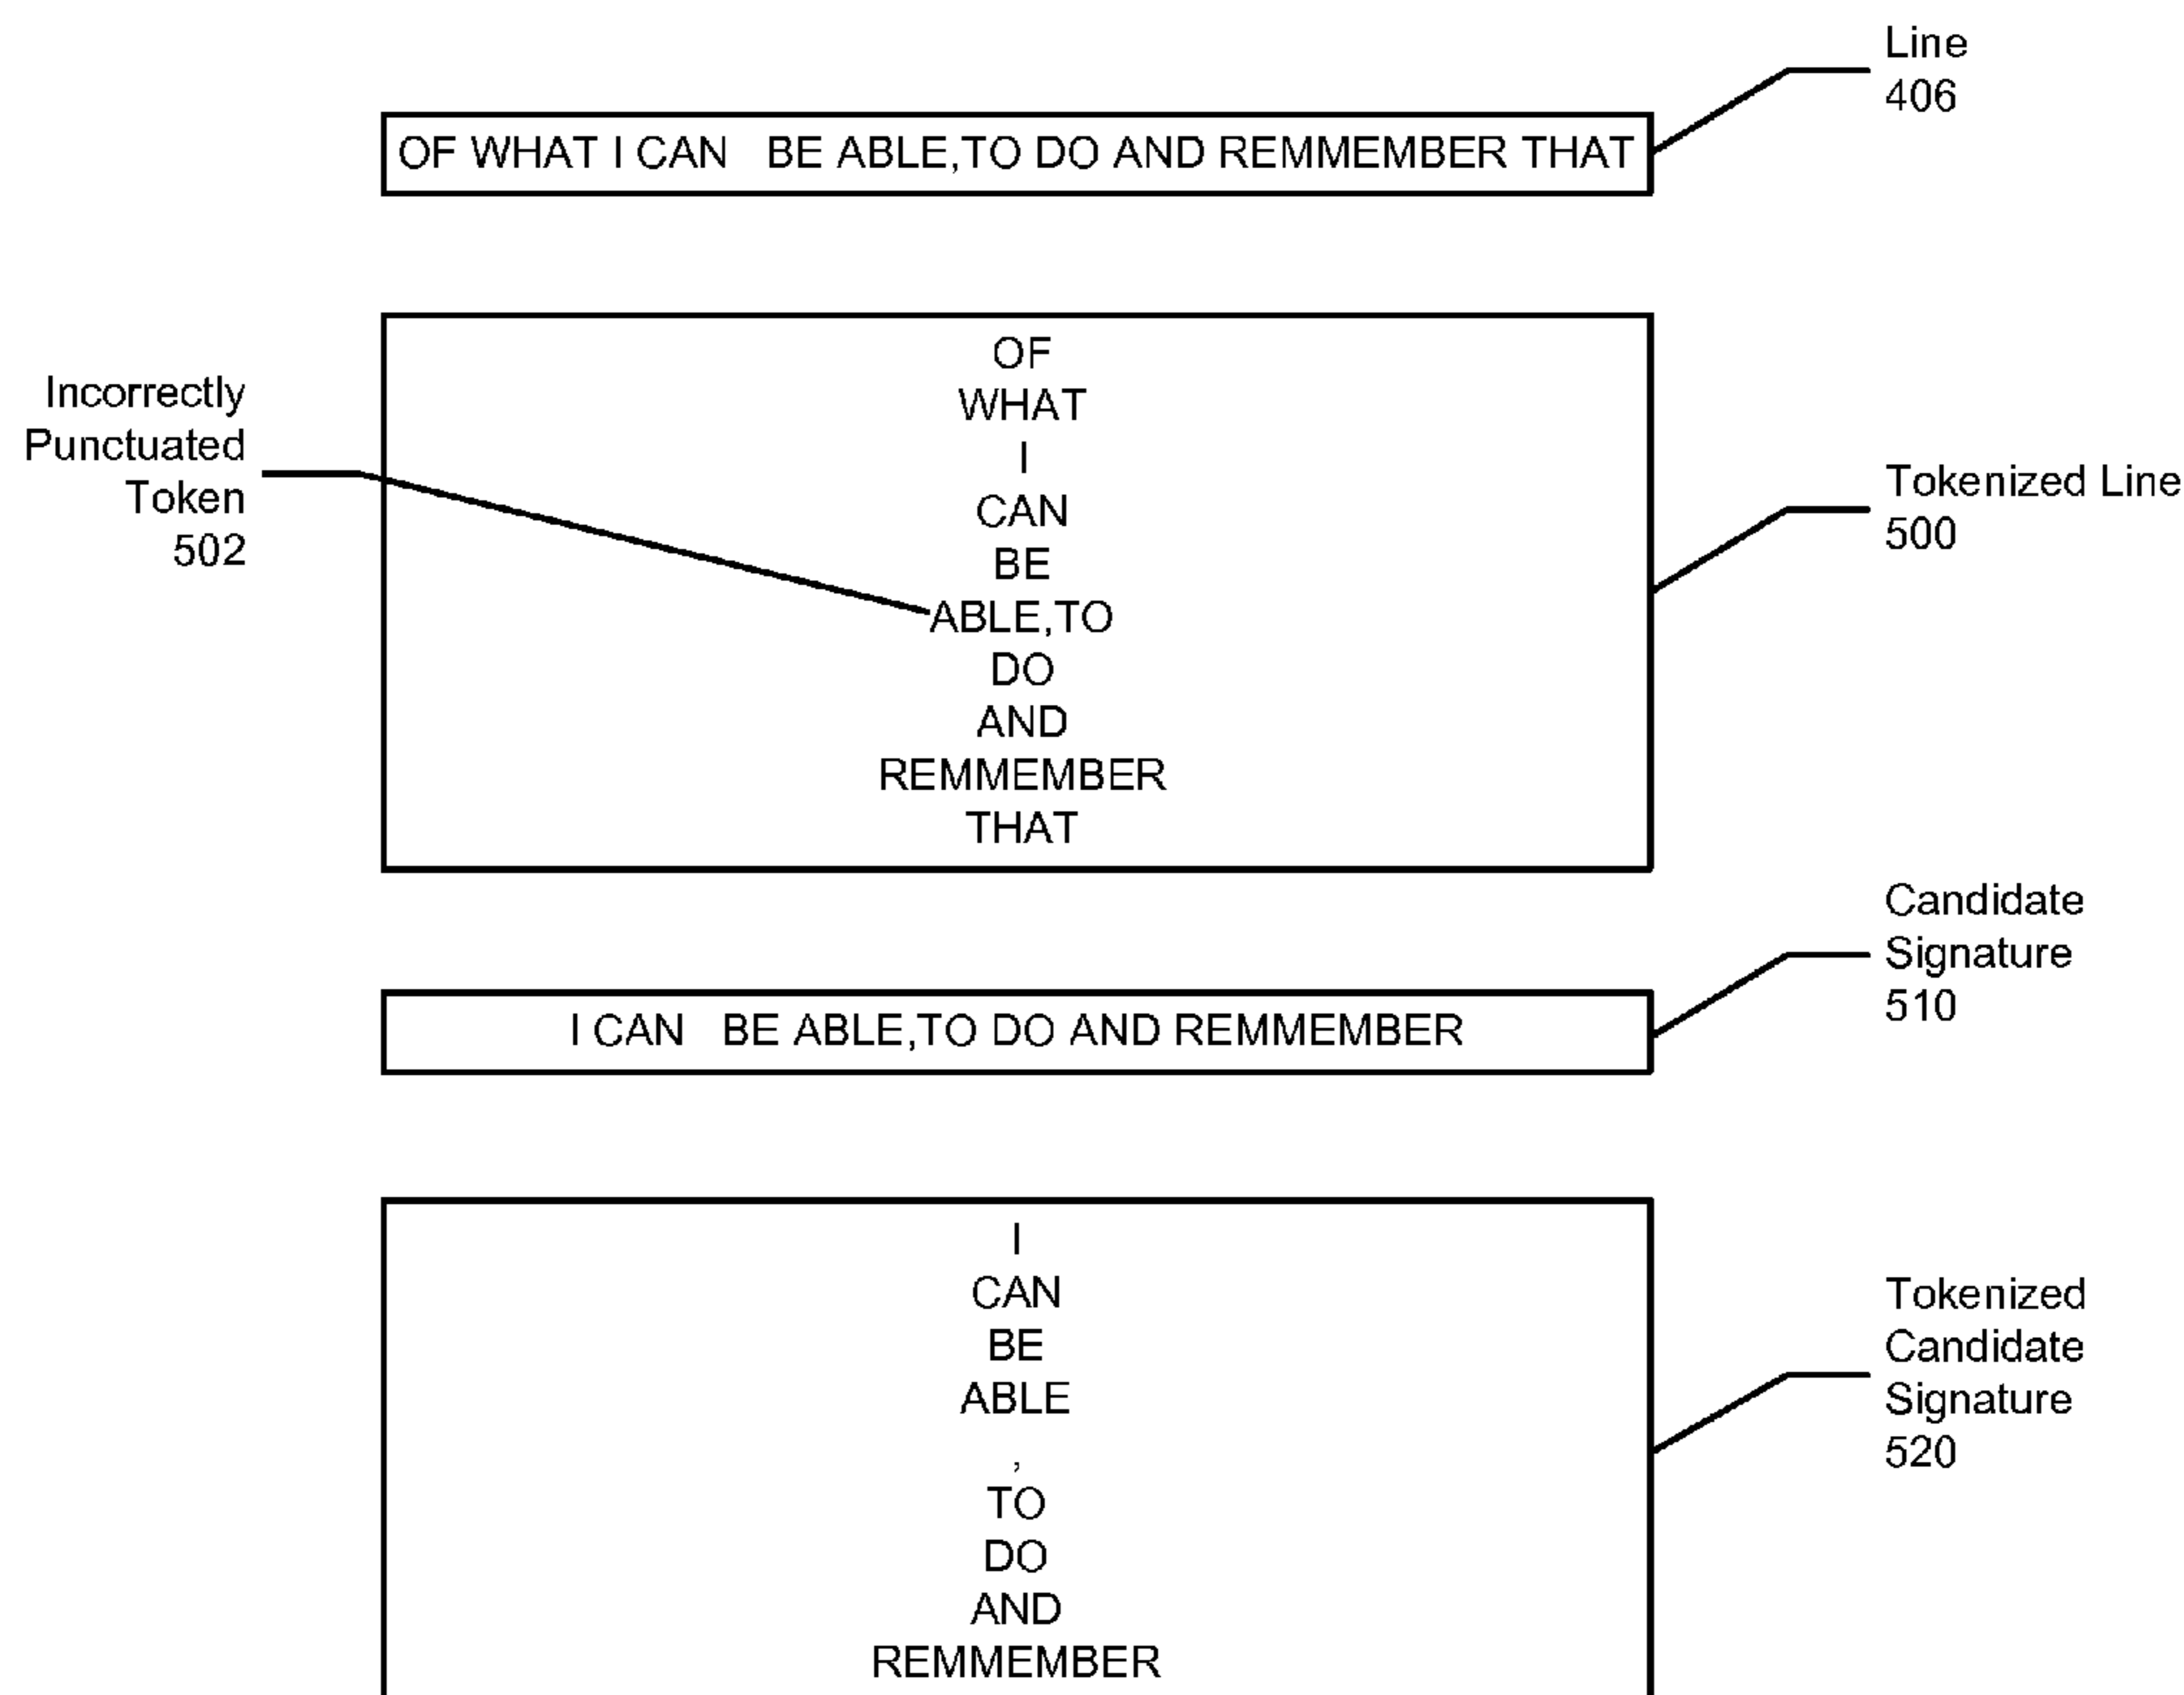 Line
406
OF WHAT I CAN   BE ABLE,TO DO AND REMMEMBER THAT
Incorrectly
Punctuated
Token
502
OF
WHAT
I
CAN
BE
ABLE,TO
DO
AND
REMMEMBER
THAT
Tokenized Line
500
Candidate
Signature
510
I CAN   BE ABLE,TO DO AND REMMEMBER
I
CAN
BE
ABLE
,
TO
DO
AND
REMMEMBER
Tokenized
Candidate
Signature
520